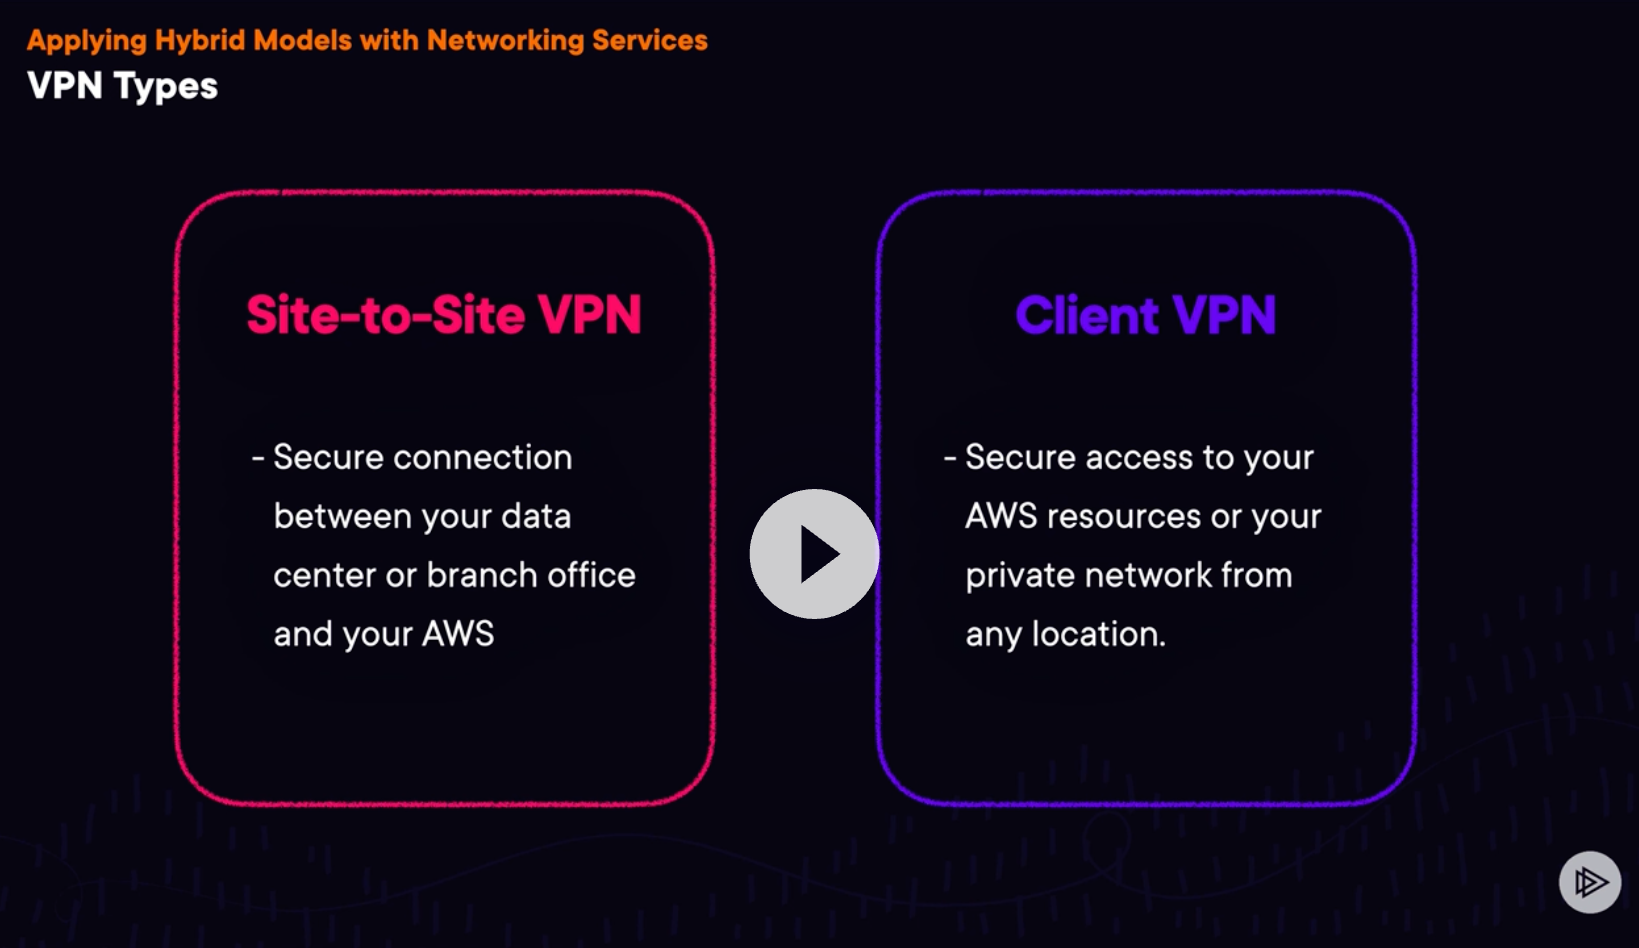 Applying Hybrid Models with Networking Services
VPN Types
Site-to-Site VPN
- Secure connection
between your data
center or branch office
and your AWS
Client VPN
- Secure access to your
AWS resources or your
private network from
any location.